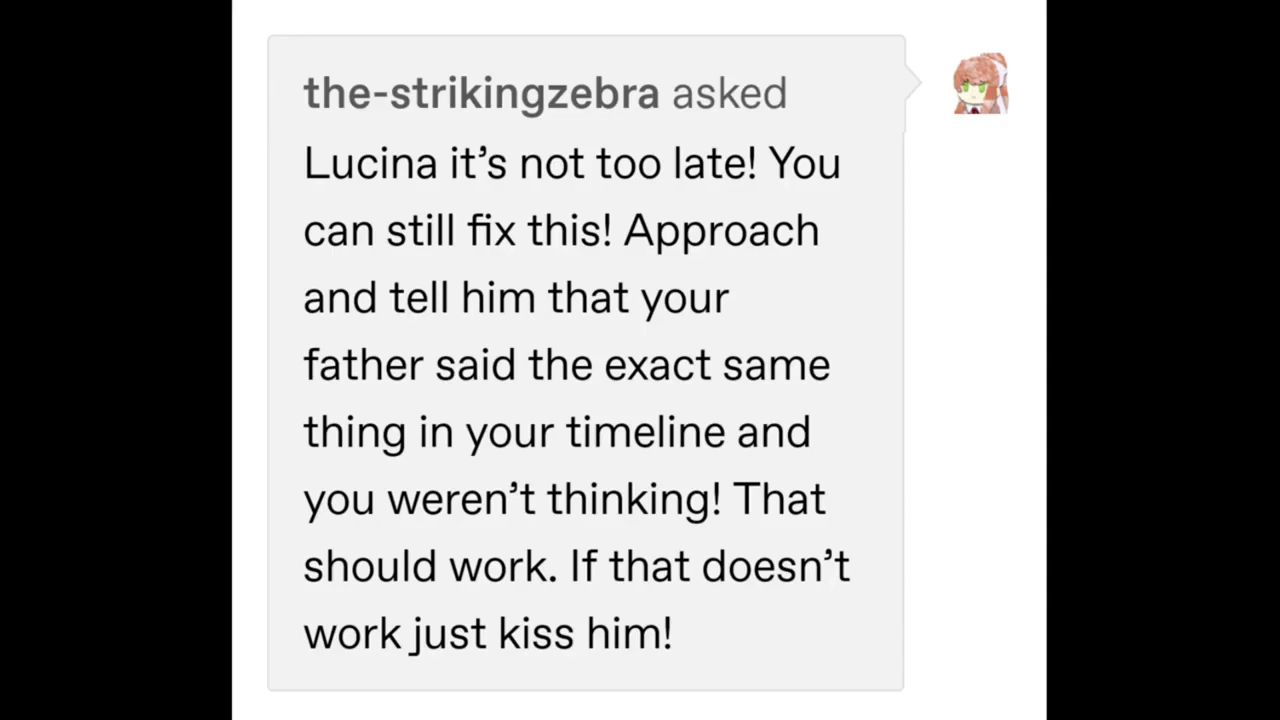 the-strikingzebra asked
Lucina it’s not too late! You
can still fix this! Approach
and tell him that your
father said the exact same
thing in your timeline and
you weren’t thinking! That
should work. If that doesn’t
work just kiss him!